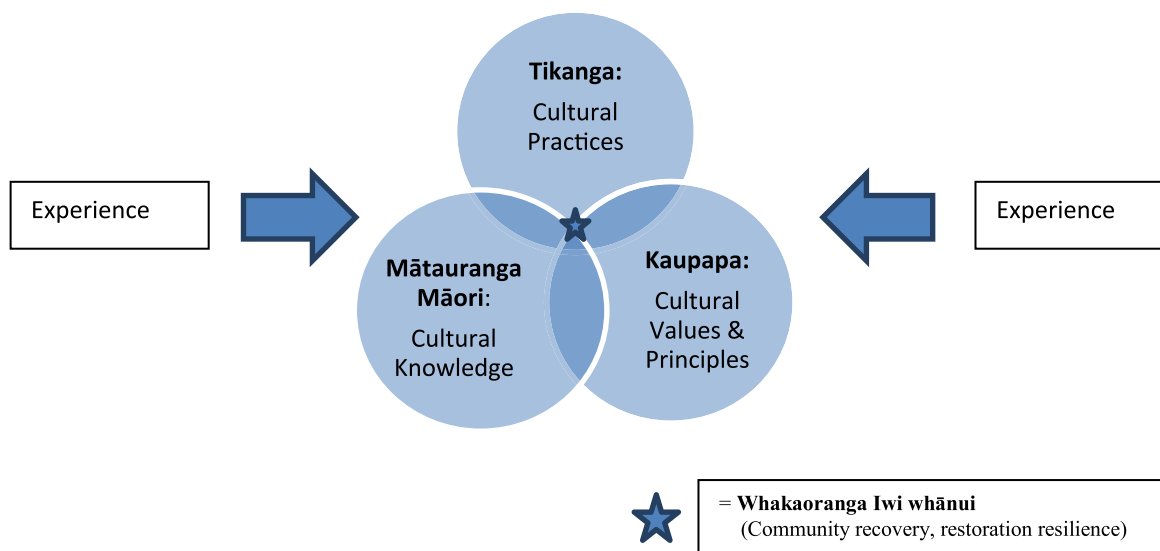 Tikanga:
Cultural
Practices
Experience
Experience
Mātauranga
Māori:
Cultural
Knowledge
Kaupapa:
Cultural
Values &
Principles
= Whakaoranga Iwi whānui
(Community recovery, restoration resilience)